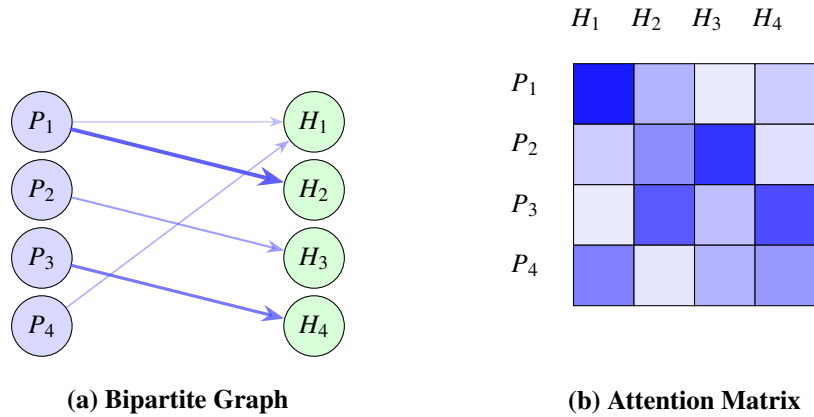 P1
P2
P3
P4
H1
H2
H3
H4
(a) Bipartite Graph
H1 H2 H3 H4
P1
P2
P3
P4
(b) Attention Matrix